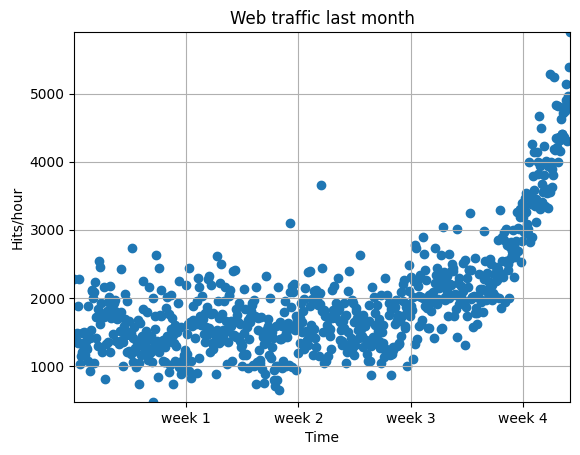 Web traffic last month
5000
4000
3000
2000
1000
Hits/hour
week 1
week 2
week 3
week 4
Time